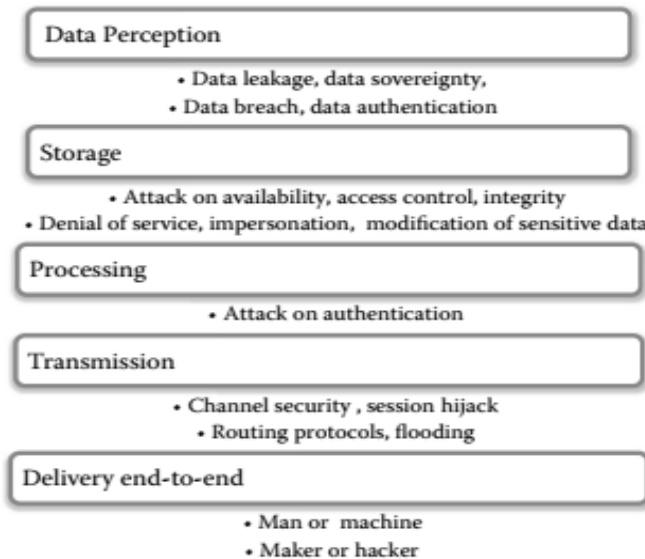 Data Perception
• Data leakage, data sovereignty,
• Data breach, data authentication
Storage
• Attack on availability, access control, integrity
• Denial of service, impersonation, modification of sensitive data
Processing
• Attack on authentication
Transmission
• Channel security , session hijack
• Routing protocols, flooding
Delivery end-to-end
• Man or machine
• Maker or hacker